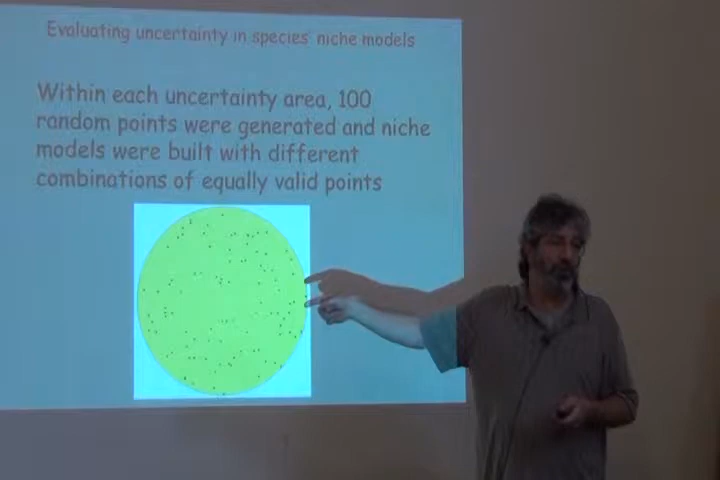 Evaluating uncertainty in species' niche models
Within each uncertainty area, 100
random points were generated and niche
models were built with different
combinations of equally valid points